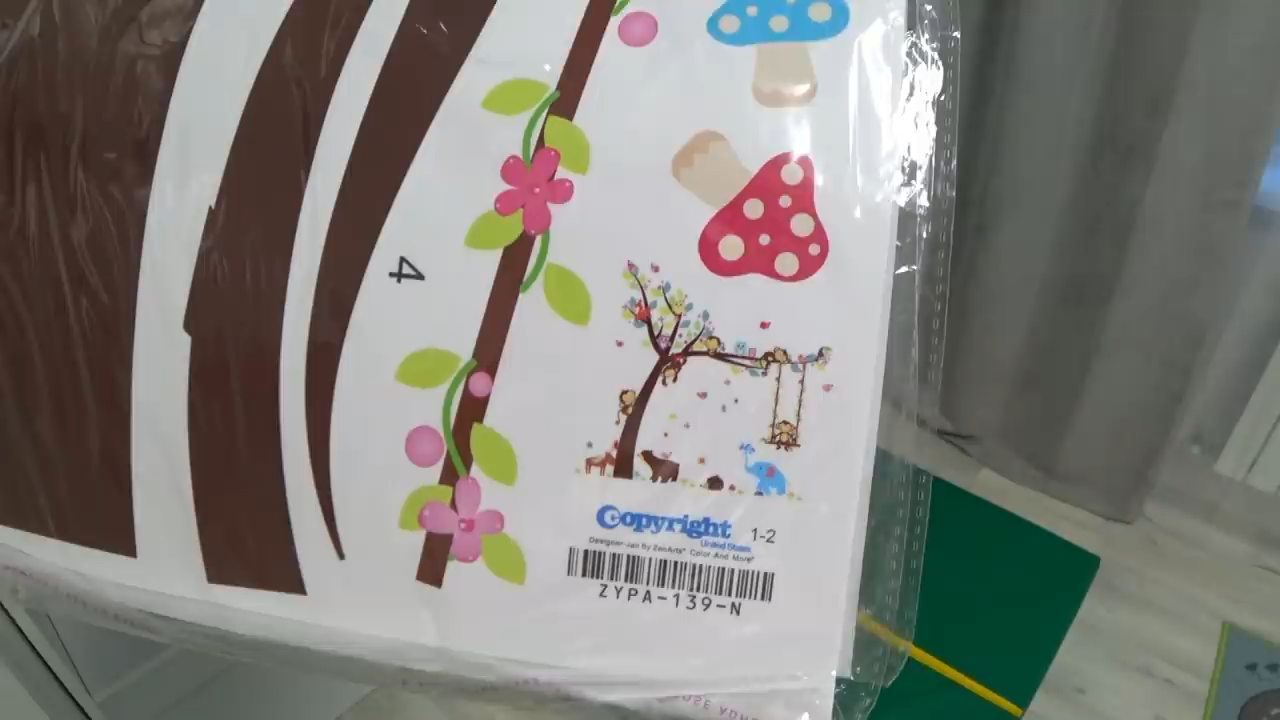 4
Copyright 1-2
United States
Designer-Jan By ZooArts® Color And More®
ZYPA-139-N